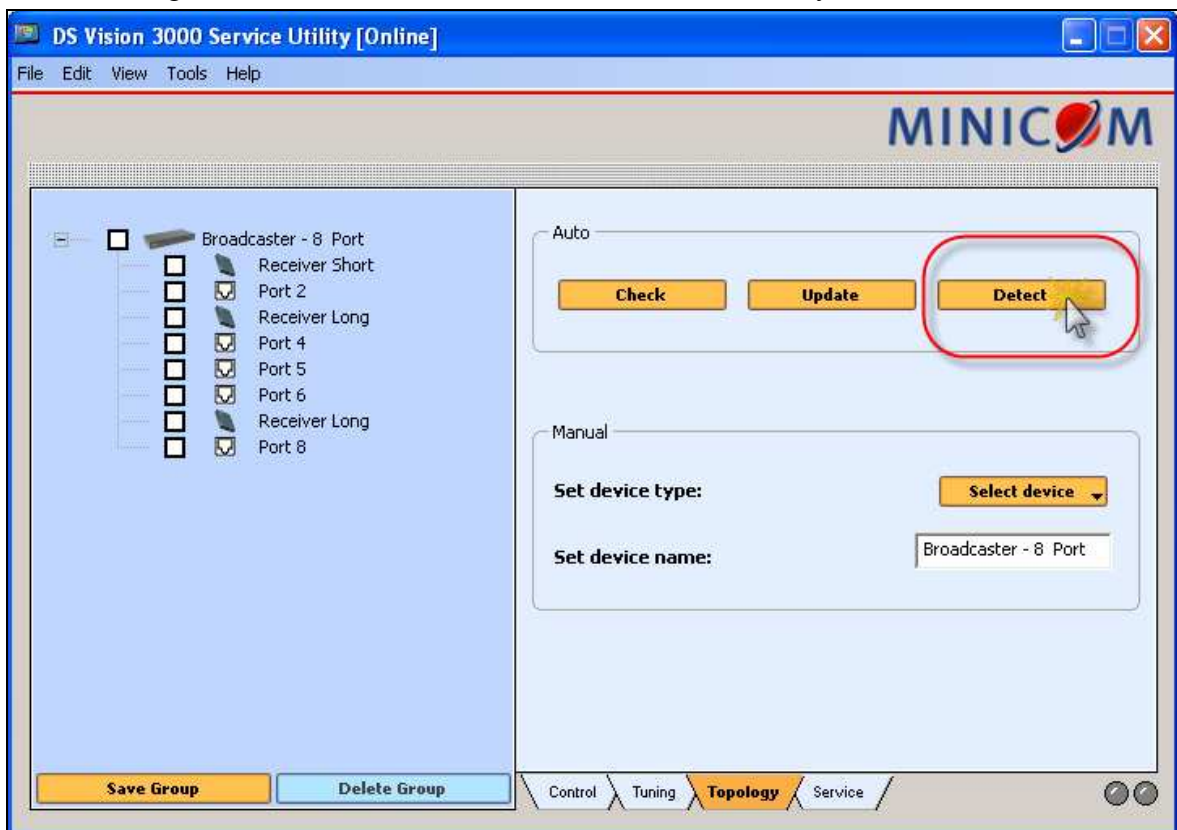 DS Vision 3000 Service Utility [Online]
File Edit View Tools Help
MINICOM
Broadcaster - 8 Port
Receiver Short
Port 2
Receiver Long
Port 4
Port 5
Port 6
Receiver Long
Port 8
Auto
Check Update Detect
Manual
Set device type: Select device
Set device name: Broadcaster - 8 Port
Save Group Delete Group
Control Tuning Topology Service